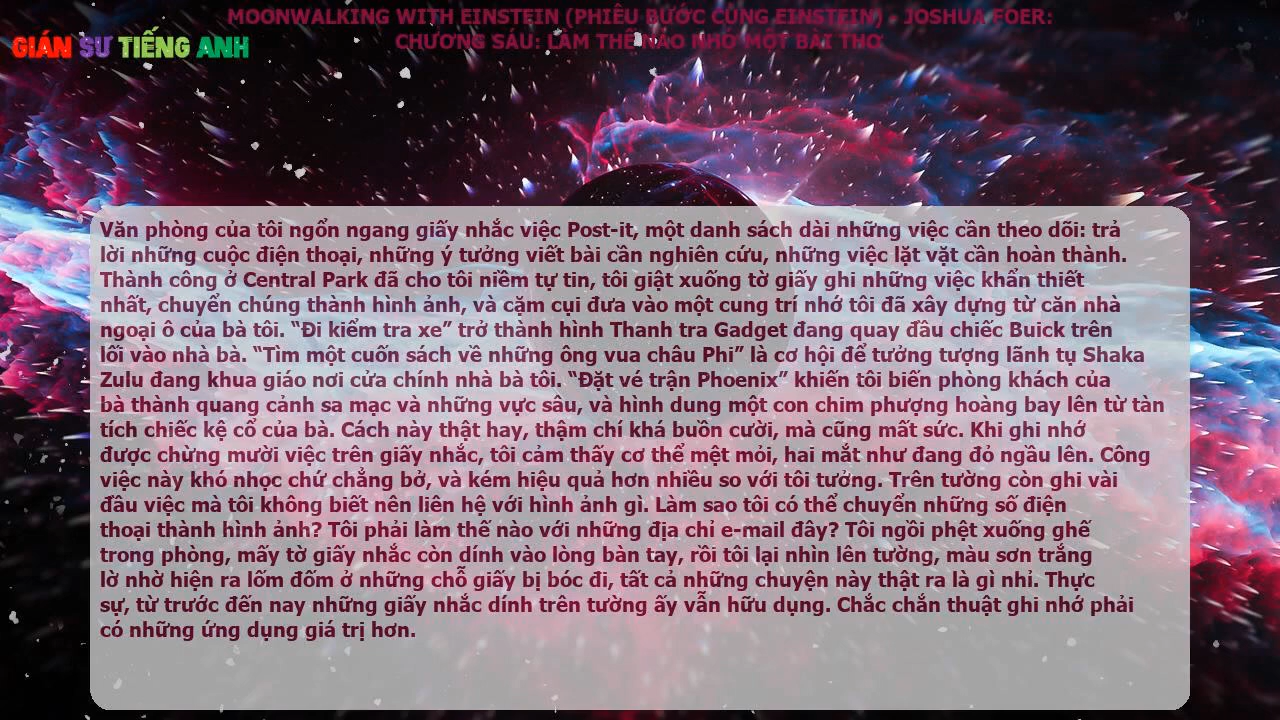 MOONWALKING WITH EINSTEIN (PHIÊU BƯỚC CÙNG EINSTEIN) - JOSHUA FOER:
CHƯƠNG SÁU: LÀM THẾ NÀO NHỚ MỘT BÀI THƠ
GIÁN SƯ TIẾNG ANH
Văn phòng của tôi ngổn ngang giấy nhắc việc Post-it, một danh sách dài những việc cần theo dõi: trả
lời những cuộc điện thoại, những ý tưởng viết bài cần nghiên cứu, những việc lặt vặt cần hoàn thành.
Thành công ở Central Park đã cho tôi niềm tự tin, tôi giật xuống tờ giấy ghi những việc khẩn thiết
nhất, chuyển chúng thành hình ảnh, và cặm cụi đưa vào một cung trí nhớ tôi đã xây dựng từ căn nhà
ngoại ô của bà tôi. “Đi kiểm tra xe” trở thành hình Thanh tra Gadget đang quay đầu chiếc Buick trên
lối vào nhà bà. “Tìm một cuốn sách về những ông vua châu Phi” là cơ hội để tưởng tượng lãnh tụ Shaka
Zulu đang khua giáo nơi cửa chính nhà bà tôi. “Đặt vé trận Phoenix” khiến tôi biến phòng khách của
bà thành quang cảnh sa mạc và những vực sâu, và hình dung một con chim phượng hoàng bay lên từ tàn
tích chiếc kệ cổ của bà. Cách này thật hay, thậm chí khá buồn cười, mà cũng mất sức. Khi ghi nhớ
được chừng mười việc trên giấy nhắc, tôi cảm thấy cơ thể mệt mỏi, hai mắt như đang đỏ ngầu lên. Công
việc này khó nhọc chứ chẳng bở, và kém hiệu quả hơn nhiều so với tôi tưởng. Trên tường còn ghi vài
đầu việc mà tôi không biết nên liên hệ với hình ảnh gì. Làm sao tôi có thể chuyển những số điện
thoại thành hình ảnh? Tôi phải làm thế nào với những địa chỉ e-mail đây? Tôi ngồi phệt xuống ghế
trong phòng, mấy tờ giấy nhắc còn dính vào lòng bàn tay, rồi tôi lại nhìn lên tường, màu sơn trắng
lờ nhờ hiện ra lốm đốm ở những chỗ giấy bị bóc đi, tất cả những chuyện này thật ra là gì nhỉ. Thực
sự, từ trước đến nay những giấy nhắc dính trên tường ấy vẫn hữu dụng. Chắc chắn thuật ghi nhớ phải
có những ứng dụng giá trị hơn.